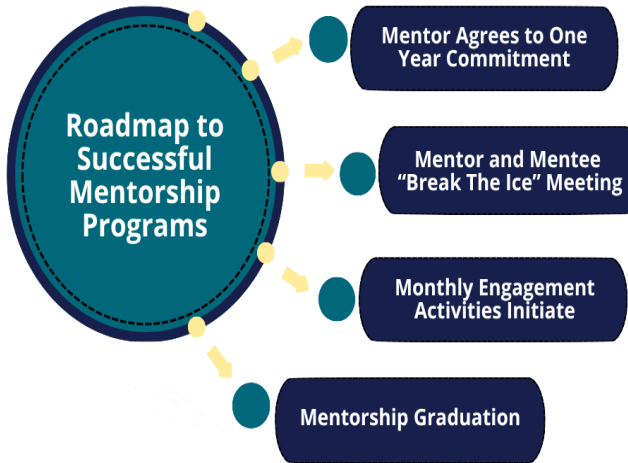 Roadmap to
Successful
Mentorship
Programs
Mentor Agrees to One
Year Commitment
Mentor and Mentee
“Break The Ice” Meeting
Monthly Engagement
Activities Initiate
Mentorship Graduation